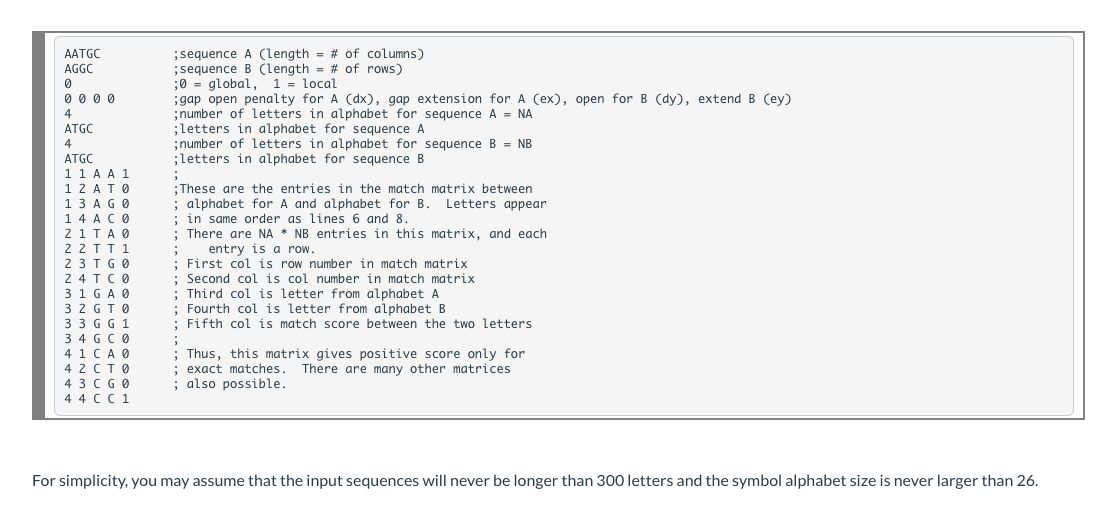 AATGC ;sequence A (length = # of columns)
AGGC ;sequence B (length = # of rows)
0 ;0 = global, 1 = local
0 0 0 0 ;gap open penalty for A (dx), gap extension for A (ex), open for B (dy), extend B (ey)
4 ;number of letters in alphabet for sequence A = NA
ATGC ;letters in alphabet for sequence A
4 ;number of letters in alphabet for sequence B = NB
ATGC ;letters in alphabet for sequence B
1 1 A A 1 ;
1 2 A T 0 ;These are the entries in the match matrix between
1 3 A G 0 ; alphabet for A and alphabet for B. Letters appear
1 4 A C 0 ; in same order as lines 6 and 8.
2 1 T A 0 ; There are NA * NB entries in this matrix, and each
2 2 T T 1 ; entry is a row.
2 3 T G 0 ; First col is row number in match matrix
2 4 T C 0 ; Second col is col number in match matrix
3 1 G A 0 ; Third col is letter from alphabet A
3 2 G T 0 ; Fourth col is letter from alphabet B
3 3 G G 1 ; Fifth col is match score between the two letters
3 4 G C 0 ;
4 1 C A 0 ; Thus, this matrix gives positive score only for
4 2 C T 0 ; exact matches. There are many other matrices
4 3 C G 0 ; also possible.
4 4 C C 1
For simplicity, you may assume that the input sequences will never be longer than 300 letters and the symbol alphabet size is never larger than 26.